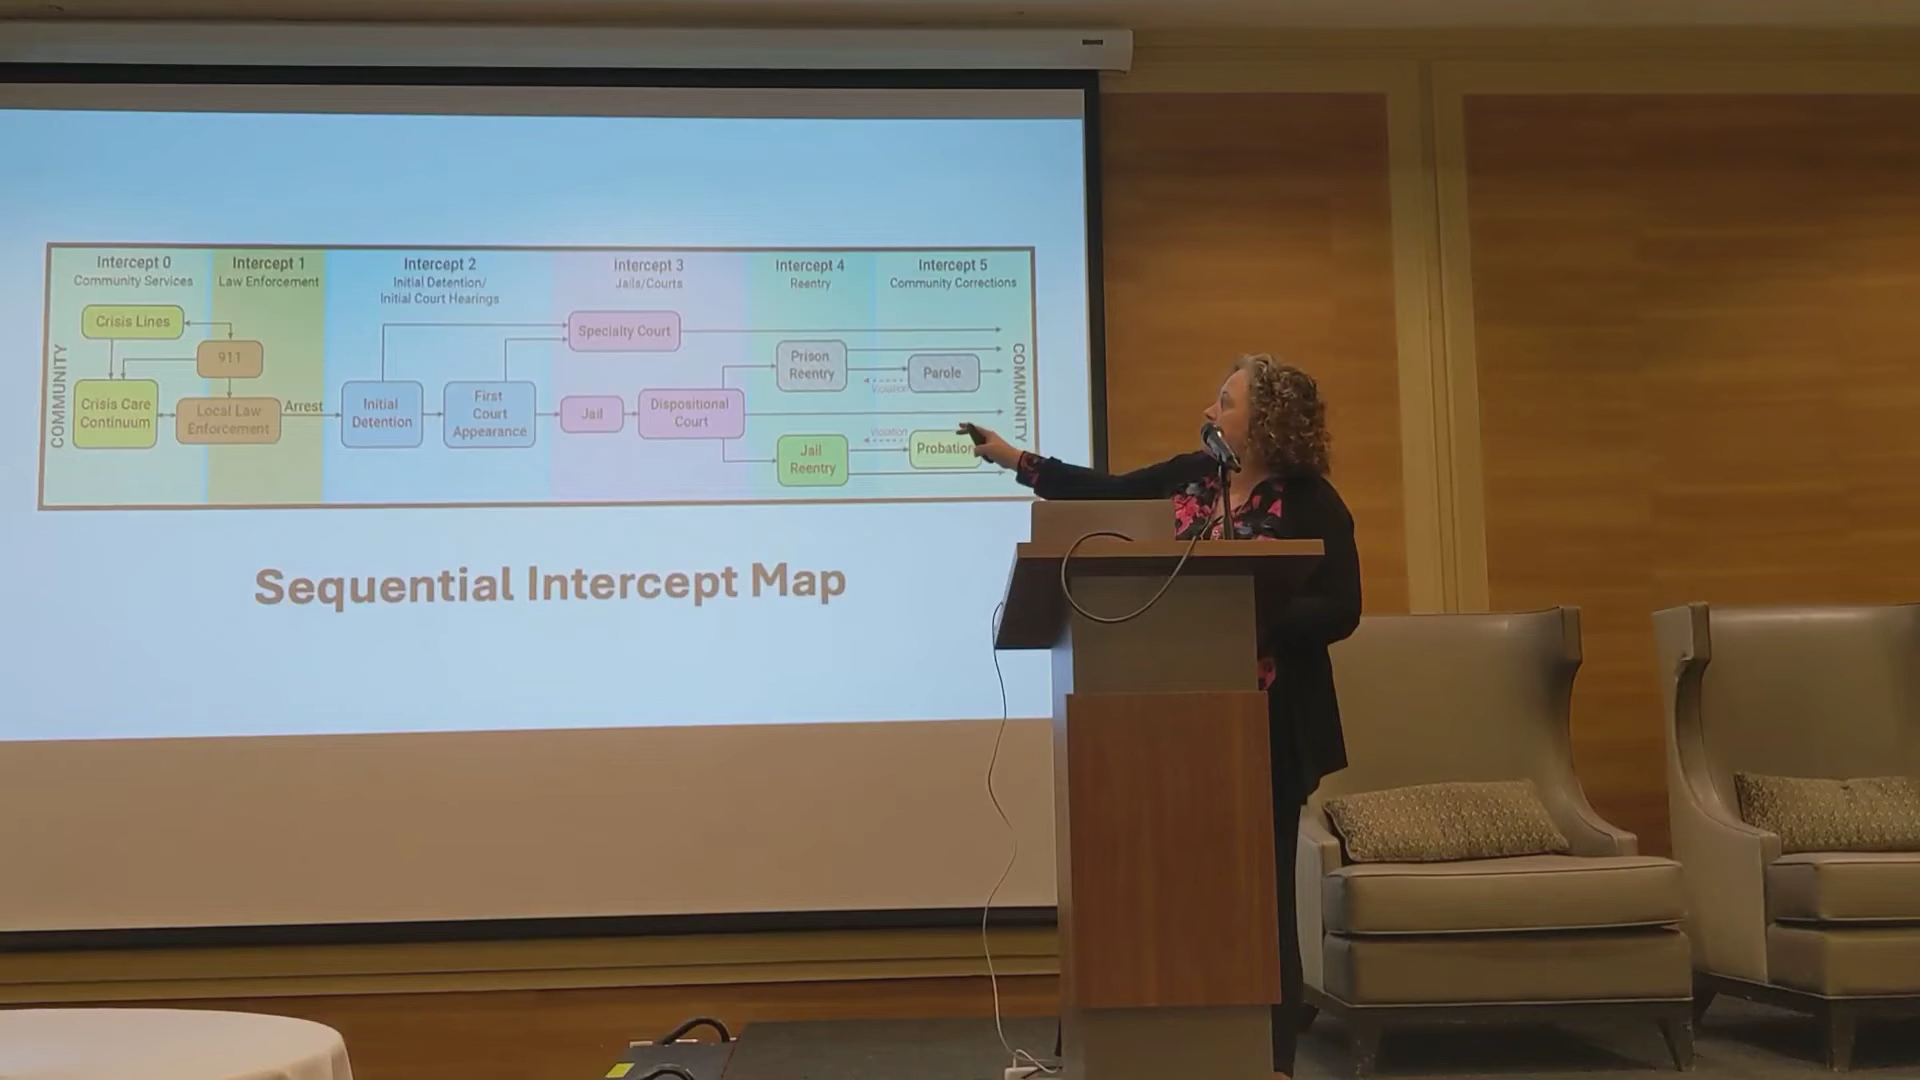 Intercept 0
Community Services
Intercept 1
Law Enforcement
Intercept 2
Initial Detention/
Initial Court Hearings
Intercept 3
Jails/Courts
Intercept 4
Reentry
Intercept 5
Community Corrections
COMMUNITY
Crisis Lines
911
Crisis Care
Continuum
Local Law
Enforcement
Arrest
Initial
Detention
First
Court
Appearance
Specialty Court
Jail
Dispositional
Court
Prison
Reentry
Violation
Parole
Jail
Reentry
Violation
Probation
COMMUNITY
Sequential Intercept Map